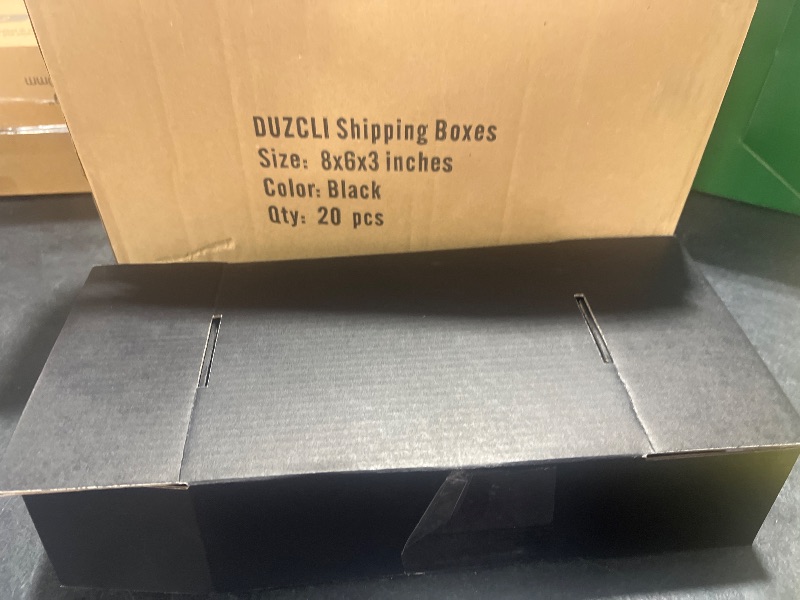 DUZCLI Shipping Boxes
Size: 8x6x3 inches
Color: Black
Qty: 20 pcs